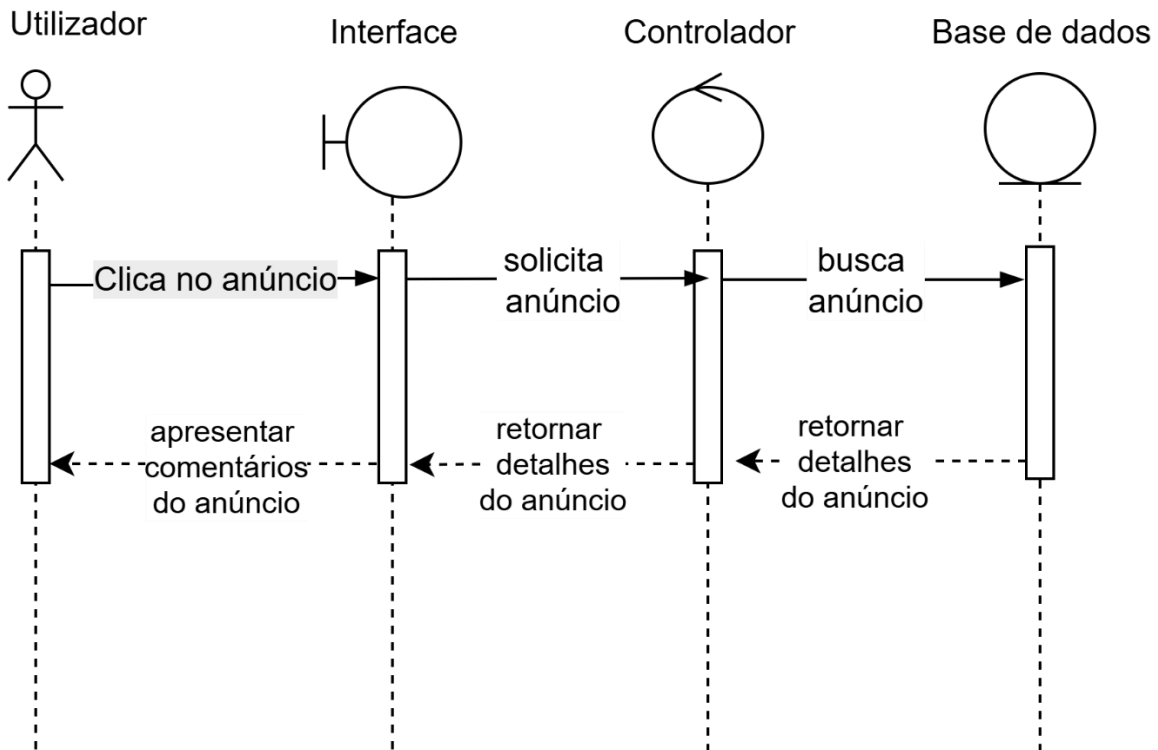 Utilizador
Interface
Controlador
Base de dados
Clica no anúncio
solicita
anúncio
busca
anúncio
apresentar
comentários
do anúncio
retornar
detalhes
do anúncio
retornar
detalhes
do anúncio